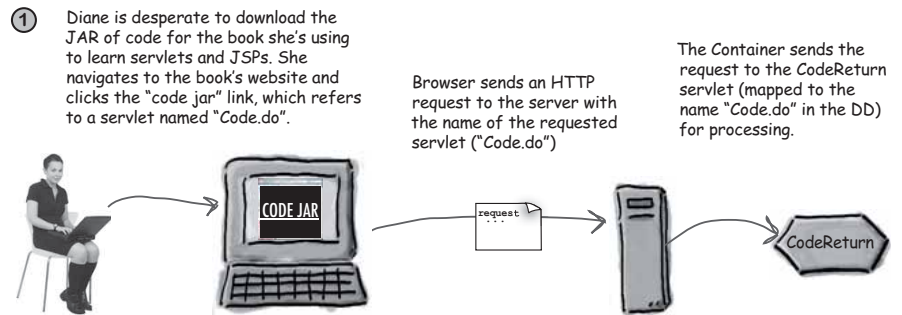 1
Diane is desperate to download the
JAR of code for the book she's using
to learn servlets and JSPs. She
navigates to the book's website and
clicks the "code jar" link, which refers
to a servlet named "Code.do".
Browser sends an HTTP
request to the server with
the name of the requested
servlet ("Code.do")
The Container sends the
request to the CodeReturn
servlet (mapped to the
name "Code.do" in the DD)
for processing.
CODE JAR
request
...
CodeReturn